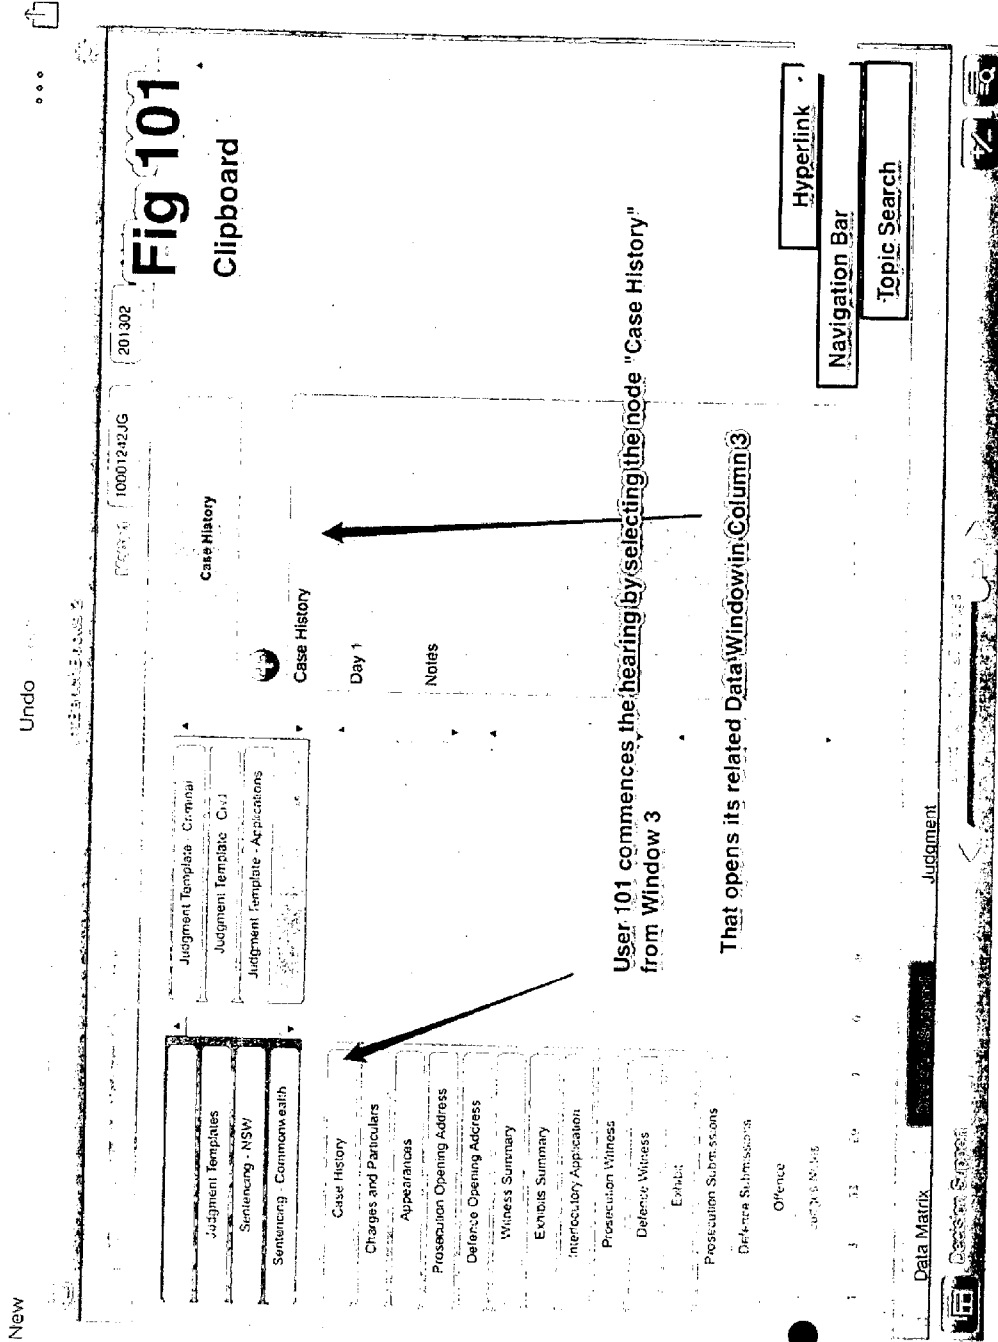 New
Undo
10001242JG
201302
Fig 101
Clipboard
Judgment Templates
Sentencing - NSW
Sentencing - Commonwealth
Judgment Template - Criminal
Judgment Template - Civil
Judgment Template - Applications
Case History
Case History
Day 1
Notes
Case History
Charges and Particulars
Appearances
Prosecution Opening Address
Defence Opening Address
Witness Summary
Exhibits Summary
Interlocutory Application
Prosecution Witness
Defence Witness
Exhibit
Prosecution Submissions
Defence Submissions
Offence
Judge's Notes
User 101 commences the hearing by selecting the node "Case History"
from Window 3
That opens its related Data Window in Column 3
Hyperlink
Navigation Bar
Topic Search
Data Matrix
Judgment
Decision Support